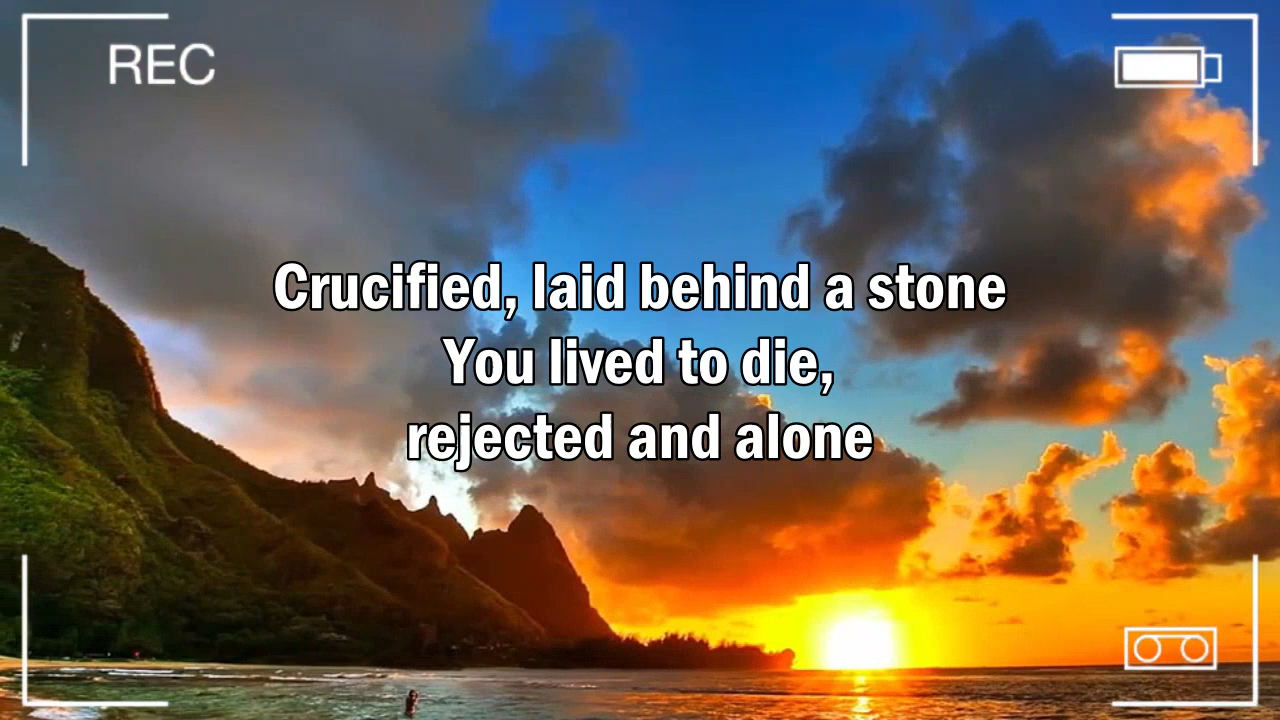 REC
Crucified, laid behind a stone
You lived to die,
rejected and alone